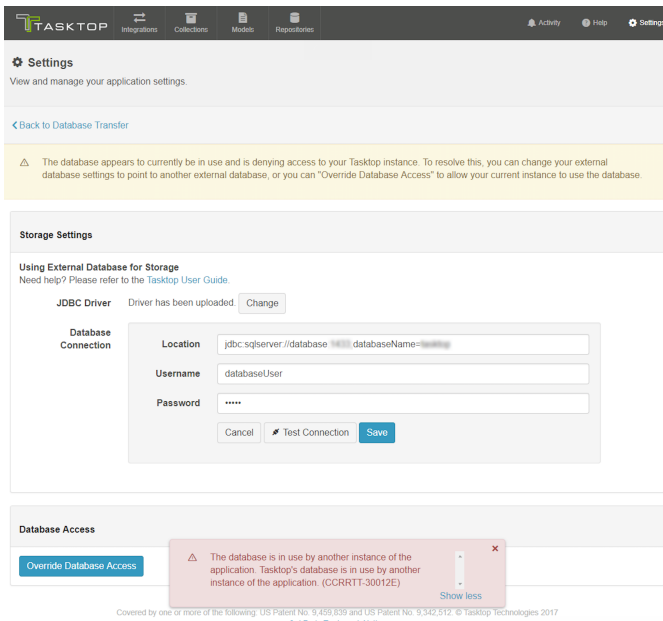 TASKTOP
Integrations
Collections
Models
Repositories
Activity
Help
Settings
Settings
View and manage your application settings.
Back to Database Transfer
The database appears to currently be in use and is denying access to your Tasktop instance. To resolve this, you can change your external
database settings to point to another external database, or you can "Override Database Access" to allow your current instance to use the database.
Storage Settings
Using External Database for Storage
Need help? Please refer to the Tasktop User Guide.
JDBC Driver
Driver has been uploaded.
Change
Database
Connection
Location
jdbc:sqlserver://database 1433;databaseName=
Username
databaseUser
Password
•••••
Cancel
Test Connection
Save
Database Access
Override Database Access
The database is in use by another instance of the
application. Tasktop's database is in use by another
instance of the application. (CCRRTT-30012E)
Show less
Covered by one or more of the following: US Patent No. 9,459,839 and US Patent No. 9,342,512. © Tasktop Technologies 2017